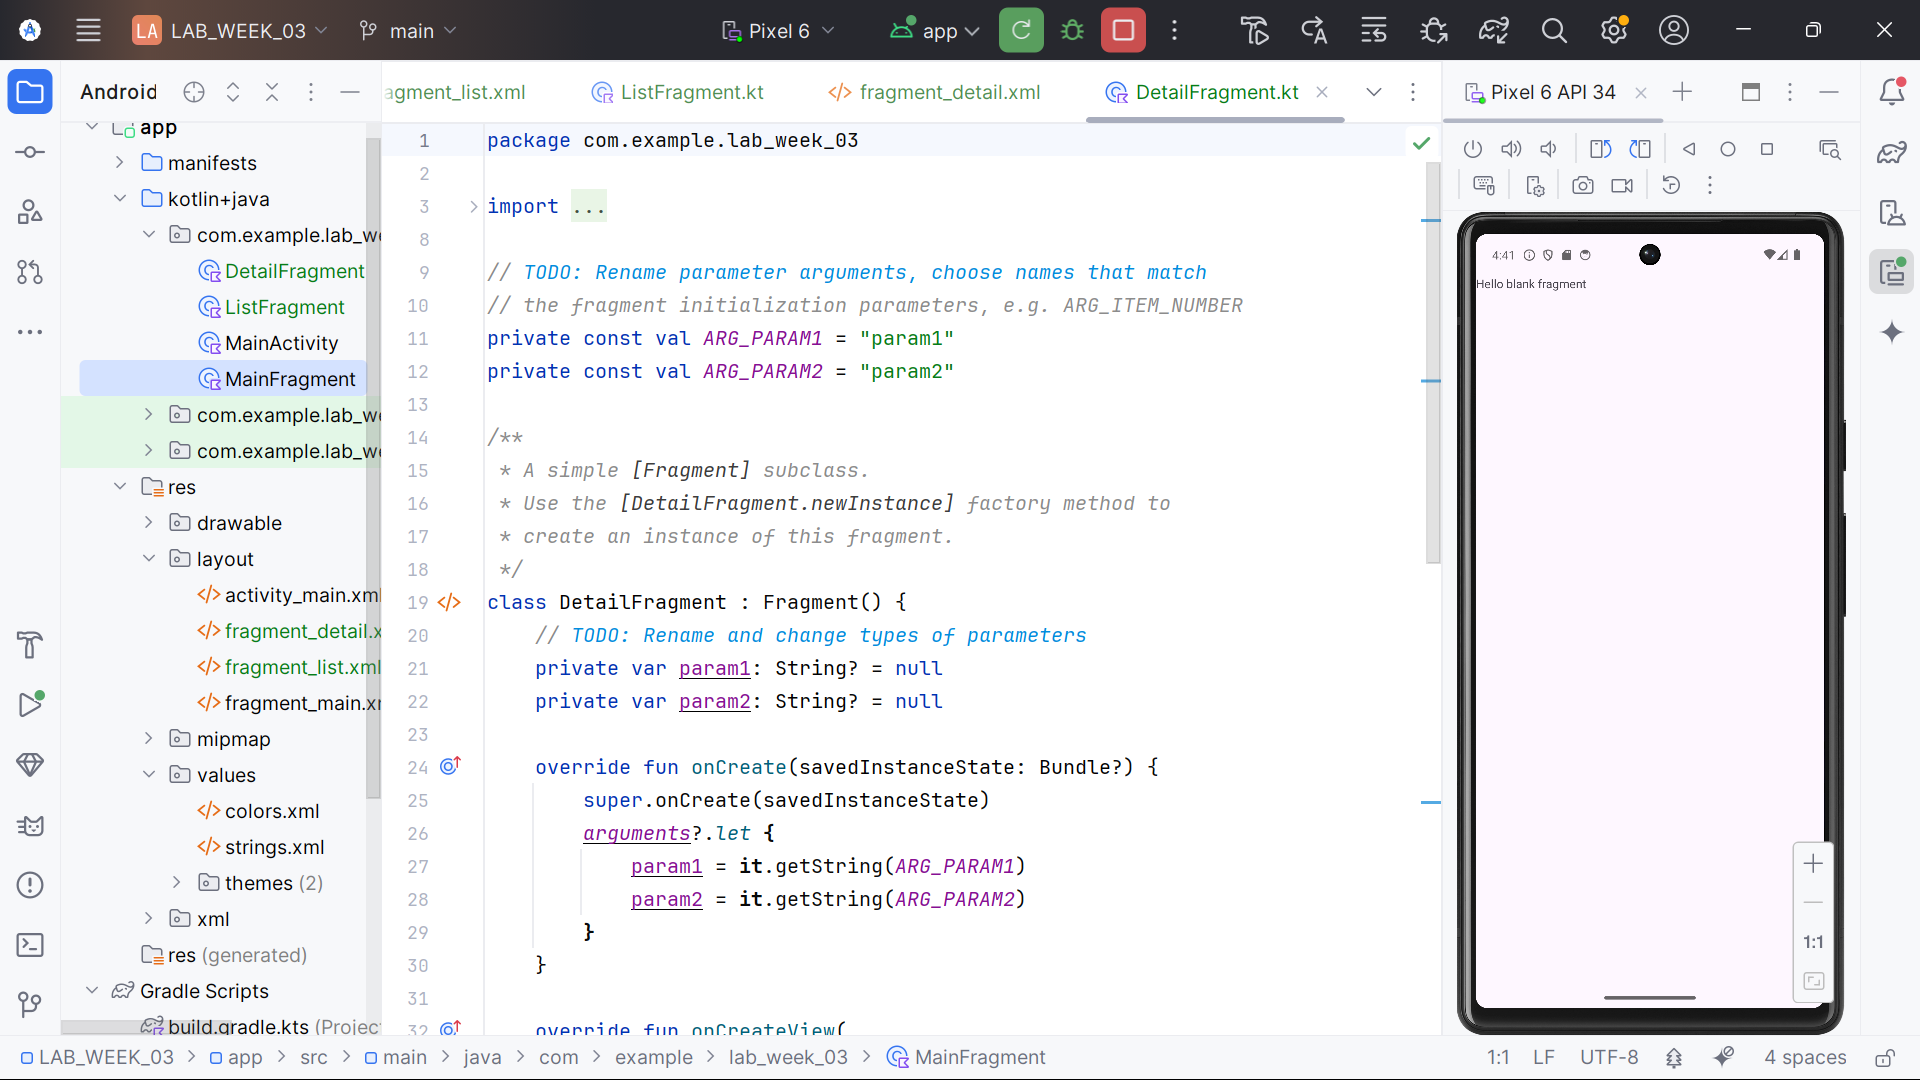 LA LAB_WEEK_03 main Pixel 6 app
Android
agment_list.xml ListFragment.kt fragment_detail.xml DetailFragment.kt
Pixel 6 API 34
app
manifests
kotlin+java
com.example.lab_we
DetailFragment
ListFragment
MainActivity
MainFragment
com.example.lab_we
com.example.lab_we
res
drawable
layout
activity_main.xml
fragment_detail.x
fragment_list.xml
fragment_main.xm
mipmap
values
colors.xml
strings.xml
themes (2)
xml
res (generated)
Gradle Scripts
build.gradle.kts (Project
1 package com.example.lab_week_03
2
3 import ...
8
9 // TODO: Rename parameter arguments, choose names that match
10 // the fragment initialization parameters, e.g. ARG_ITEM_NUMBER
11 private const val ARG_PARAM1 = "param1"
12 private const val ARG_PARAM2 = "param2"
13
14 /**
15 * A simple [Fragment] subclass.
16 * Use the [DetailFragment.newInstance] factory method to
17 * create an instance of this fragment.
18 */
19 class DetailFragment : Fragment() {
20 // TODO: Rename and change types of parameters
21 private var param1: String? = null
22 private var param2: String? = null
23
24 override fun onCreate(savedInstanceState: Bundle?) {
25 super.onCreate(savedInstanceState)
26 arguments?.let {
27 param1 = it.getString(ARG_PARAM1)
28 param2 = it.getString(ARG_PARAM2)
29 }
30 }
31
32 override fun onCreateView(
4:41
Hello blank fragment
1:1
LAB_WEEK_03 > app > src > main > java > com > example > lab_week_03 > MainFragment
1:1 LF UTF-8 4 spaces